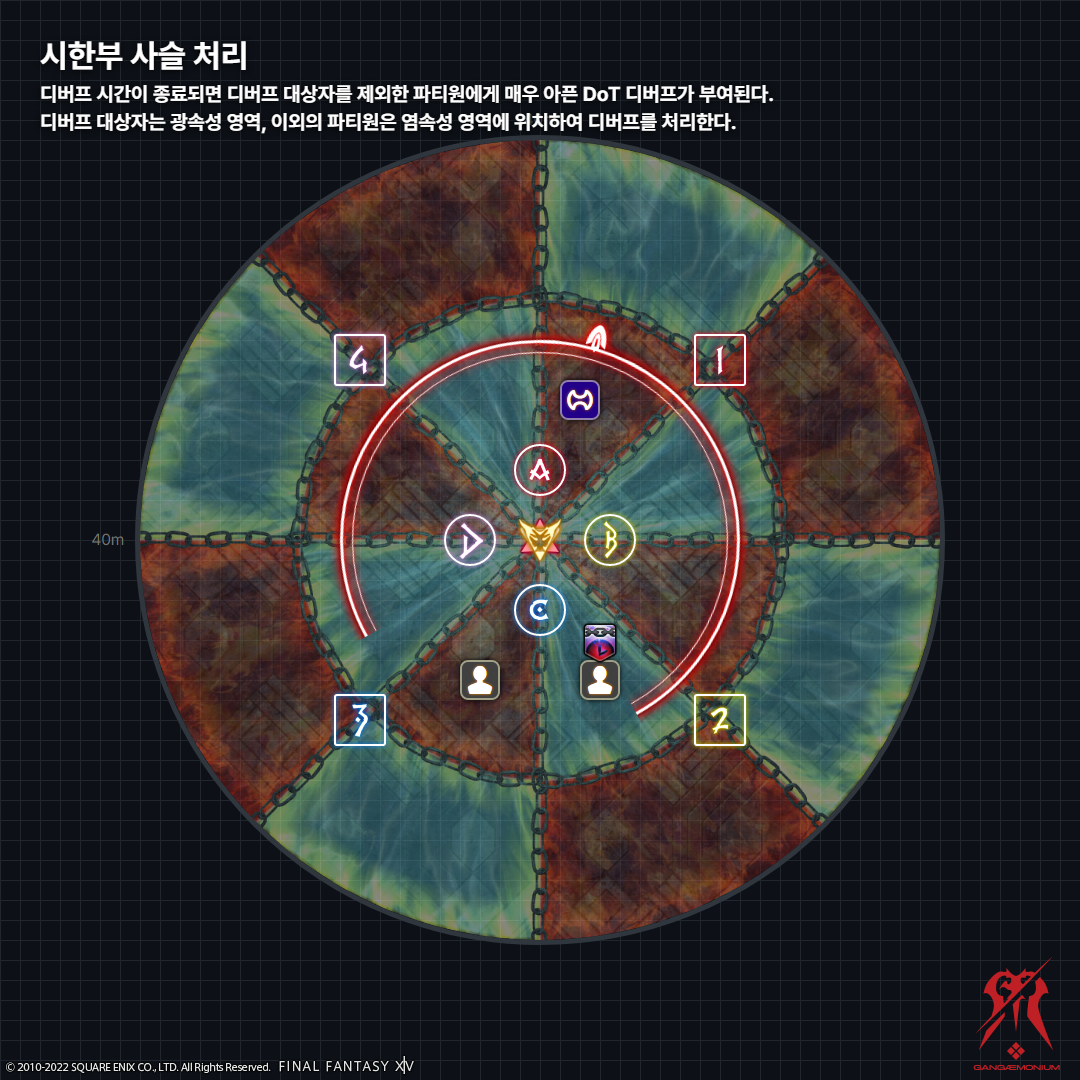 시한부 사슬 처리
디버프 시간이 종료되면 디버프 대상자를 제외한 파티원에게 매우 아픈 DoT 디버프가 부여된다.
디버프 대상자는 광속성 영역, 이외의 파티원은 염속성 영역에 위치하여 디버프를 처리한다.
4
1
A
40m
D
B
C
3
2
© 2010-2022 SQUARE ENIX CO., LTD. All Rights Reserved. FINAL FANTASY XIV
GANGÆMONIUM